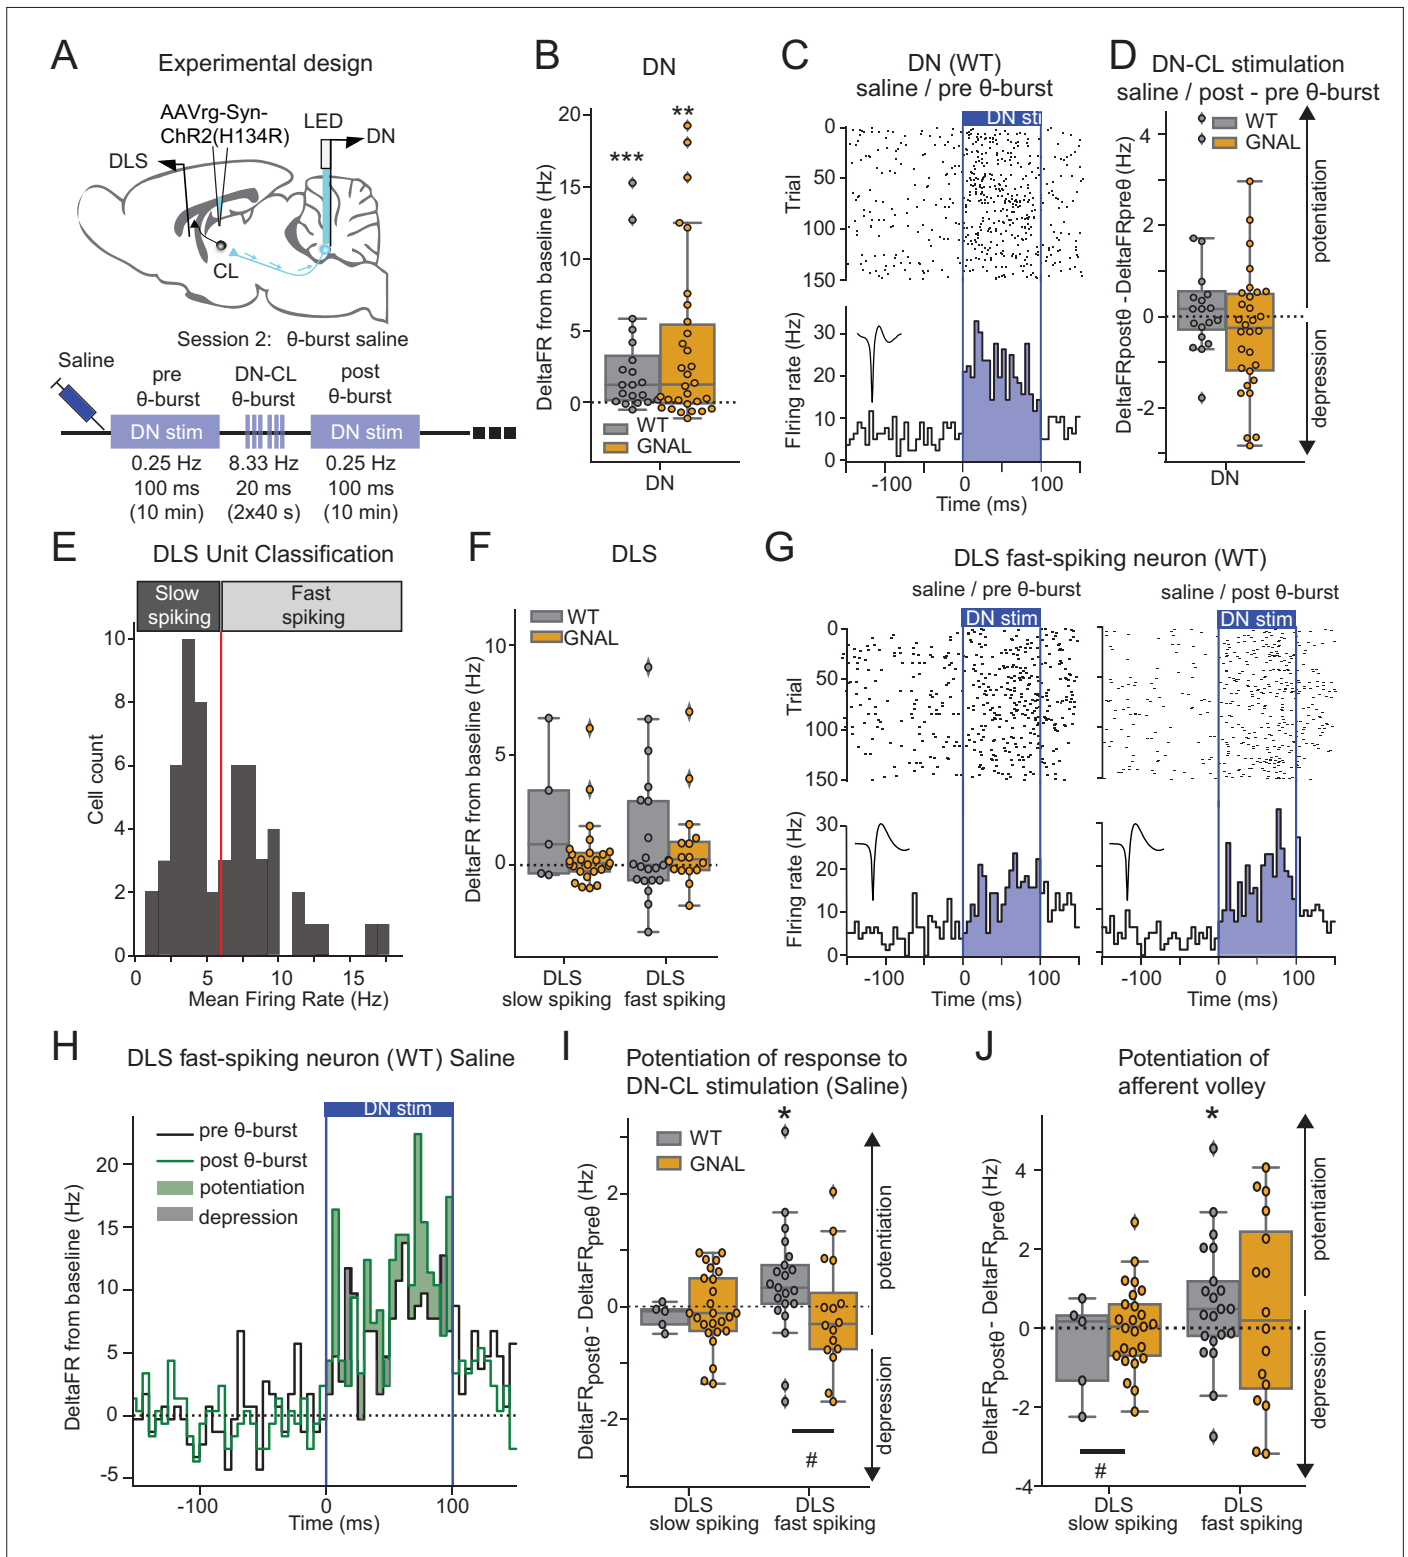 A
Experimental design
AAVrg-Syn-
ChR2(H134R)
LED
DN
DLS
CL
Session 2: θ-burst saline
Saline
pre
θ-burst
DN-CL
θ-burst
post
θ-burst
DN stim
DN stim
0.25 Hz
100 ms
(10 min)
8.33 Hz
20 ms
(2x40 s)
0.25 Hz
100 ms
(10 min)
B
DN
DeltaFR from baseline (Hz)
20
15
10
5
0
***
**
WT
GNAL
DN
C
DN (WT)
saline / pre θ-burst
DN sti
Trial
0
50
100
150
FIring rate (Hz)
30
20
10
0
-100
0
100
Time (ms)
D
DN-CL stimulation
saline / post - pre θ-burst
WT
GNAL
DeltaFRpostθ - DeltaFRpreθ (Hz)
4
2
0
-2
potentiation
depression
DN
E
DLS Unit Classification
Slow
spiking
Fast
spiking
Cell count
10
8
6
4
2
0
0
5
10
15
Mean Firing Rate (Hz)
F
DLS
WT
GNAL
DeltaFR from baseline (Hz)
10
5
0
DLS
slow spiking
DLS
fast spiking
G
DLS fast-spiking neuron (WT)
saline / pre θ-burst
saline / post θ-burst
DN stim
DN stim
Trial
0
50
100
150
FIring rate (Hz)
30
20
10
0
-100
0
100
Time (ms)
-100
0
100
Time (ms)
H
DLS fast-spiking neuron (WT) Saline
DN stim
pre θ-burst
post θ-burst
potentiation
depression
DeltaFR from baseline (Hz)
20
15
10
5
0
-5
-100
0
100
Time (ms)
I
Potentiation of response to
DN-CL stimulation (Saline)
*
WT
GNAL
DeltaFRpostθ - DeltaFRpreθ (Hz)
2
0
-2
potentiation
depression
#
DLS
slow spiking
DLS
fast spiking
J
Potentiation of
afferent volley
*
DeltaFRpostθ - DeltaFRpreθ (Hz)
4
2
0
-2
-4
potentiation
depression
#
DLS
slow spiking
DLS
fast spiking